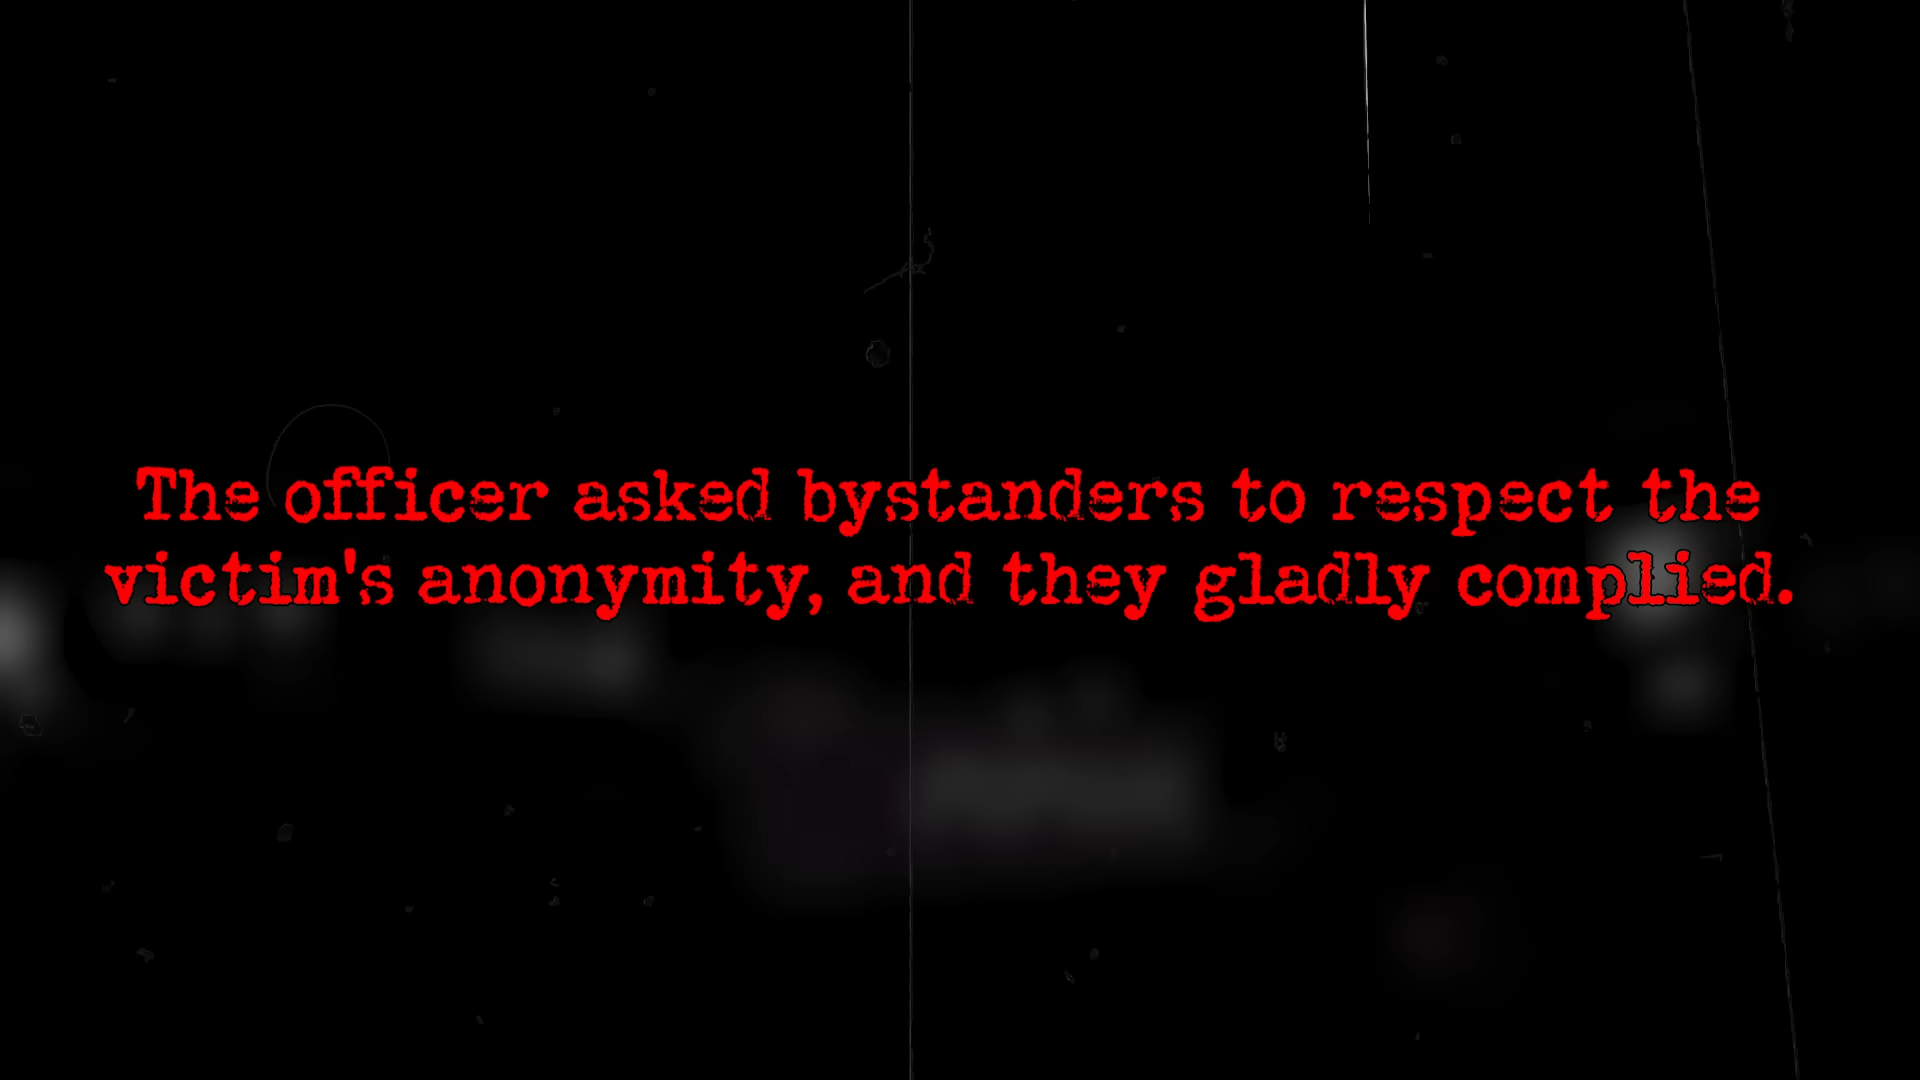 The officer asked bystanders to respect the
victim's anonymity, and they gladly complied.